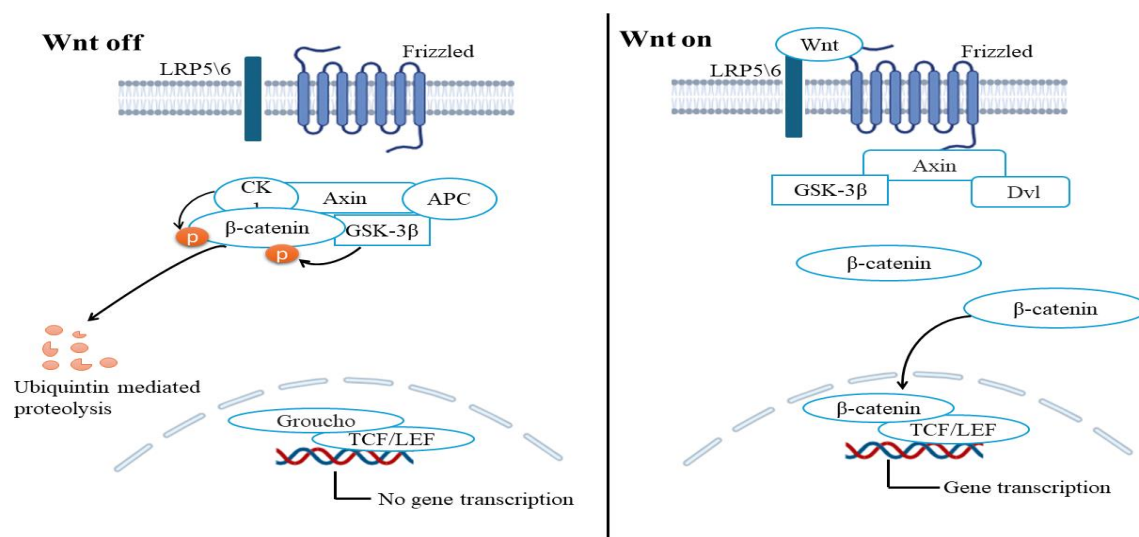 Wnt off
LRP5\6
Frizzled
CK
Axin
APC
β-catenin
GSK-3β
p
p
Ubiquintin mediated
proteolysis
Groucho
TCF/LEF
No gene transcription
Wnt on
Wnt
LRP5\6
Frizzled
Axin
GSK-3β
Dvl
β-catenin
β-catenin
β-catenin
TCF/LEF
Gene transcription